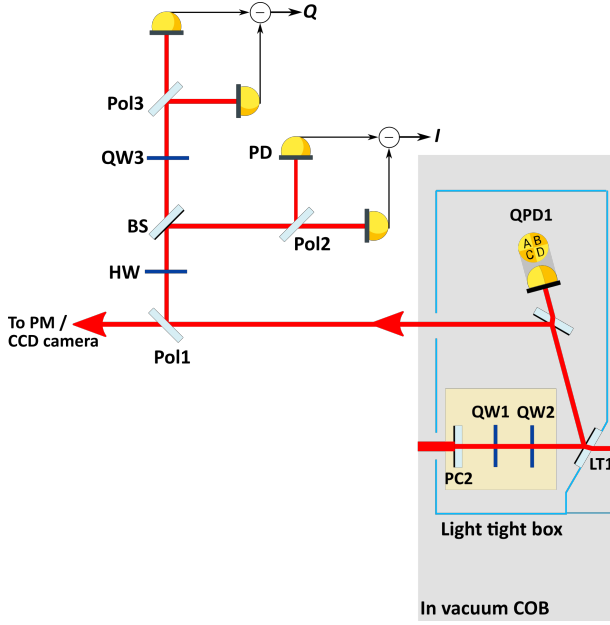 Q
Pol3
I
QW3
PD
QPD1
A B
C D
BS
Pol2
HW
To PM /
CCD camera
Pol1
QW1 QW2
PC2
LT1
Light tight box
In vacuum COB